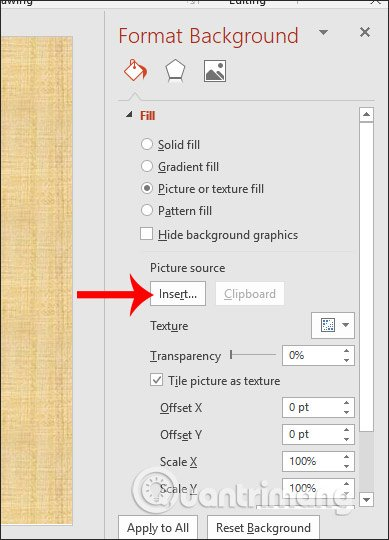 Editing
Format Background
Fill
Solid fill
Gradient fill
Picture or texture fill
Pattern fill
Hide background graphics
Picture source
Insert...
Clipboard
Texture
Transparency 0%
Tile picture as texture
Offset X 0 pt
Offset Y 0 pt
Scale X 100%
Scale Y 100%
Quantrimang
Apply to All Reset Background